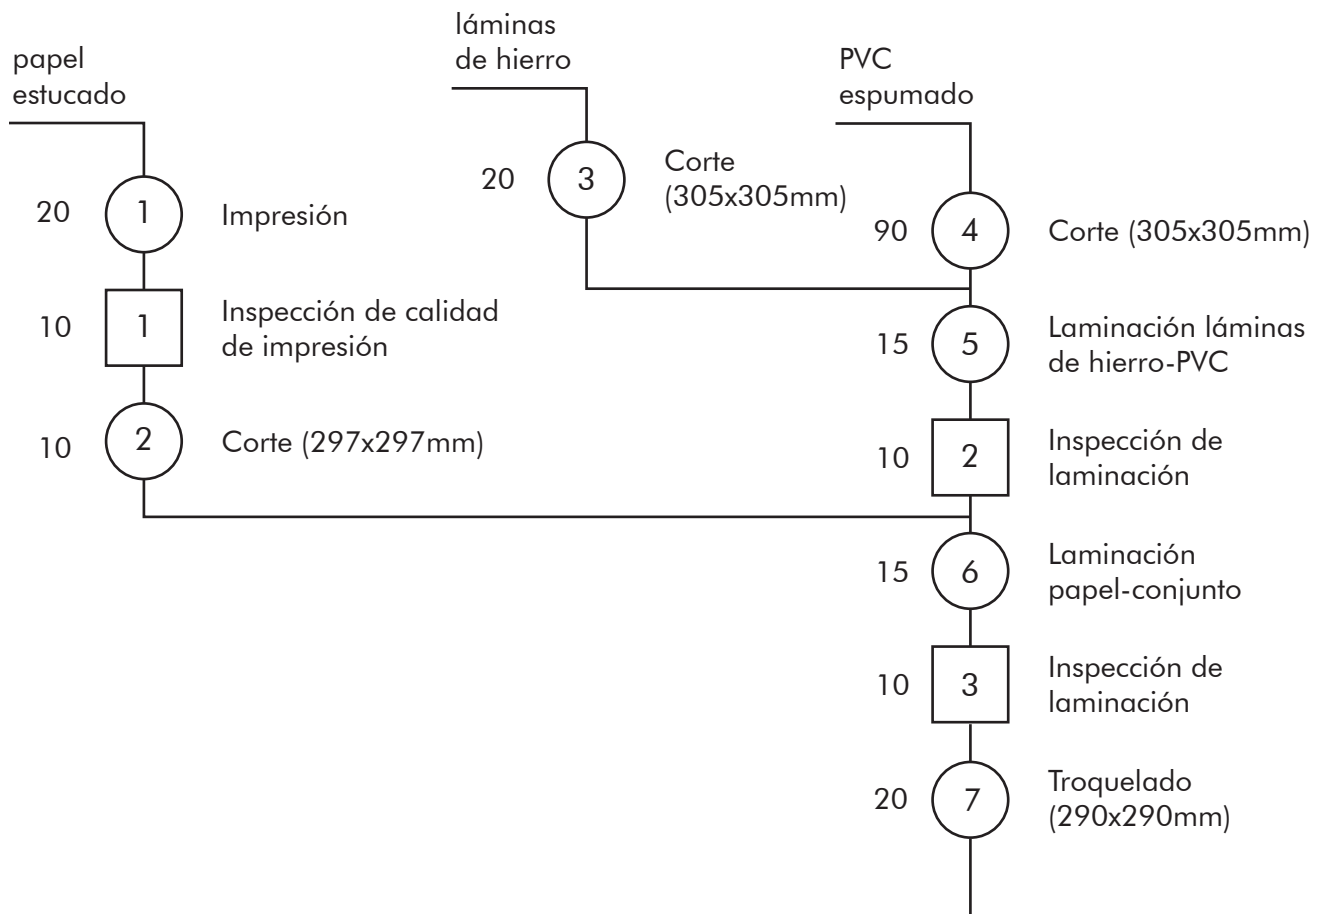 papel
estucado
20
1
Impresión
10
1
Inspección de calidad
de impresión
10
2
Corte (297x297mm)
láminas
de hierro
20
3
Corte
(305x305mm)
PVC
espumado
90
4
Corte (305x305mm)
15
5
Laminación láminas
de hierro-PVC
10
2
Inspección de
laminación
15
6
Laminación
papel-conjunto
10
3
Inspección de
laminación
20
7
Troquelado
(290x290mm)